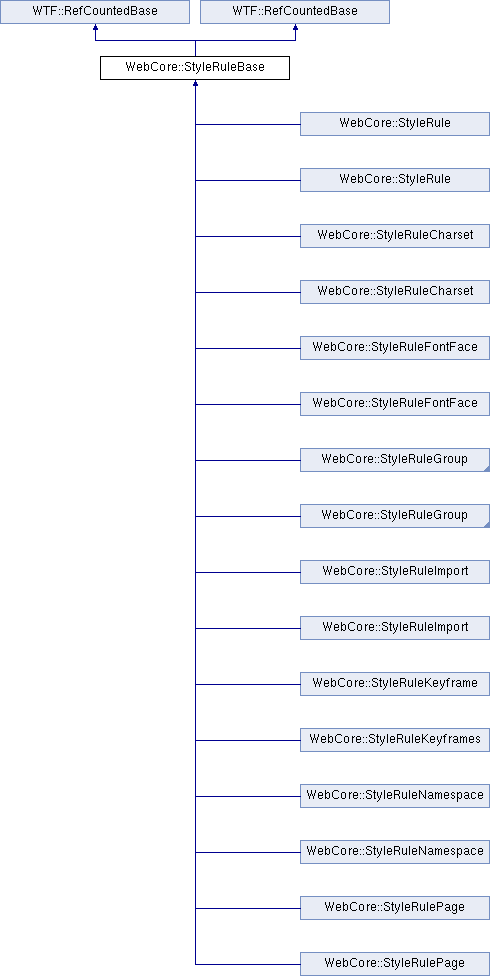 WTF::RefCountedBase
WTF::RefCountedBase
WebCore::StyleRuleBase
WebCore::StyleRule
WebCore::StyleRule
WebCore::StyleRuleCharset
WebCore::StyleRuleCharset
WebCore::StyleRuleFontFace
WebCore::StyleRuleFontFace
WebCore::StyleRuleGroup
WebCore::StyleRuleGroup
WebCore::StyleRuleImport
WebCore::StyleRuleImport
WebCore::StyleRuleKeyframe
WebCore::StyleRuleKeyframes
WebCore::StyleRuleNamespace
WebCore::StyleRuleNamespace
WebCore::StyleRulePage
WebCore::StyleRulePage